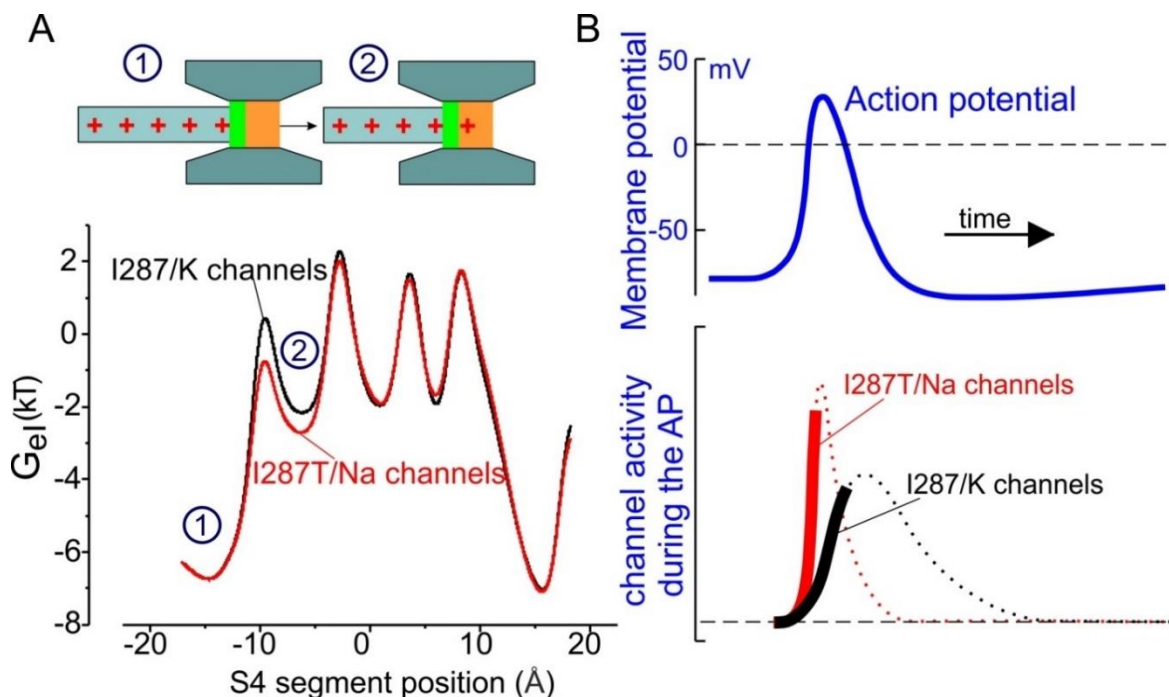 A
1
2
+ + + + +
+ + + + +
G_el(kT)
2
0
-2
-4
-6
-8
I287/K channels
2
I287T/Na channels
1
-20
-10
0
10
20
S4 segment position (Å)
B
Membrane potential
50
mV
0
-50
Action potential
time
channel activity
during the AP
I287T/Na channels
I287/K channels